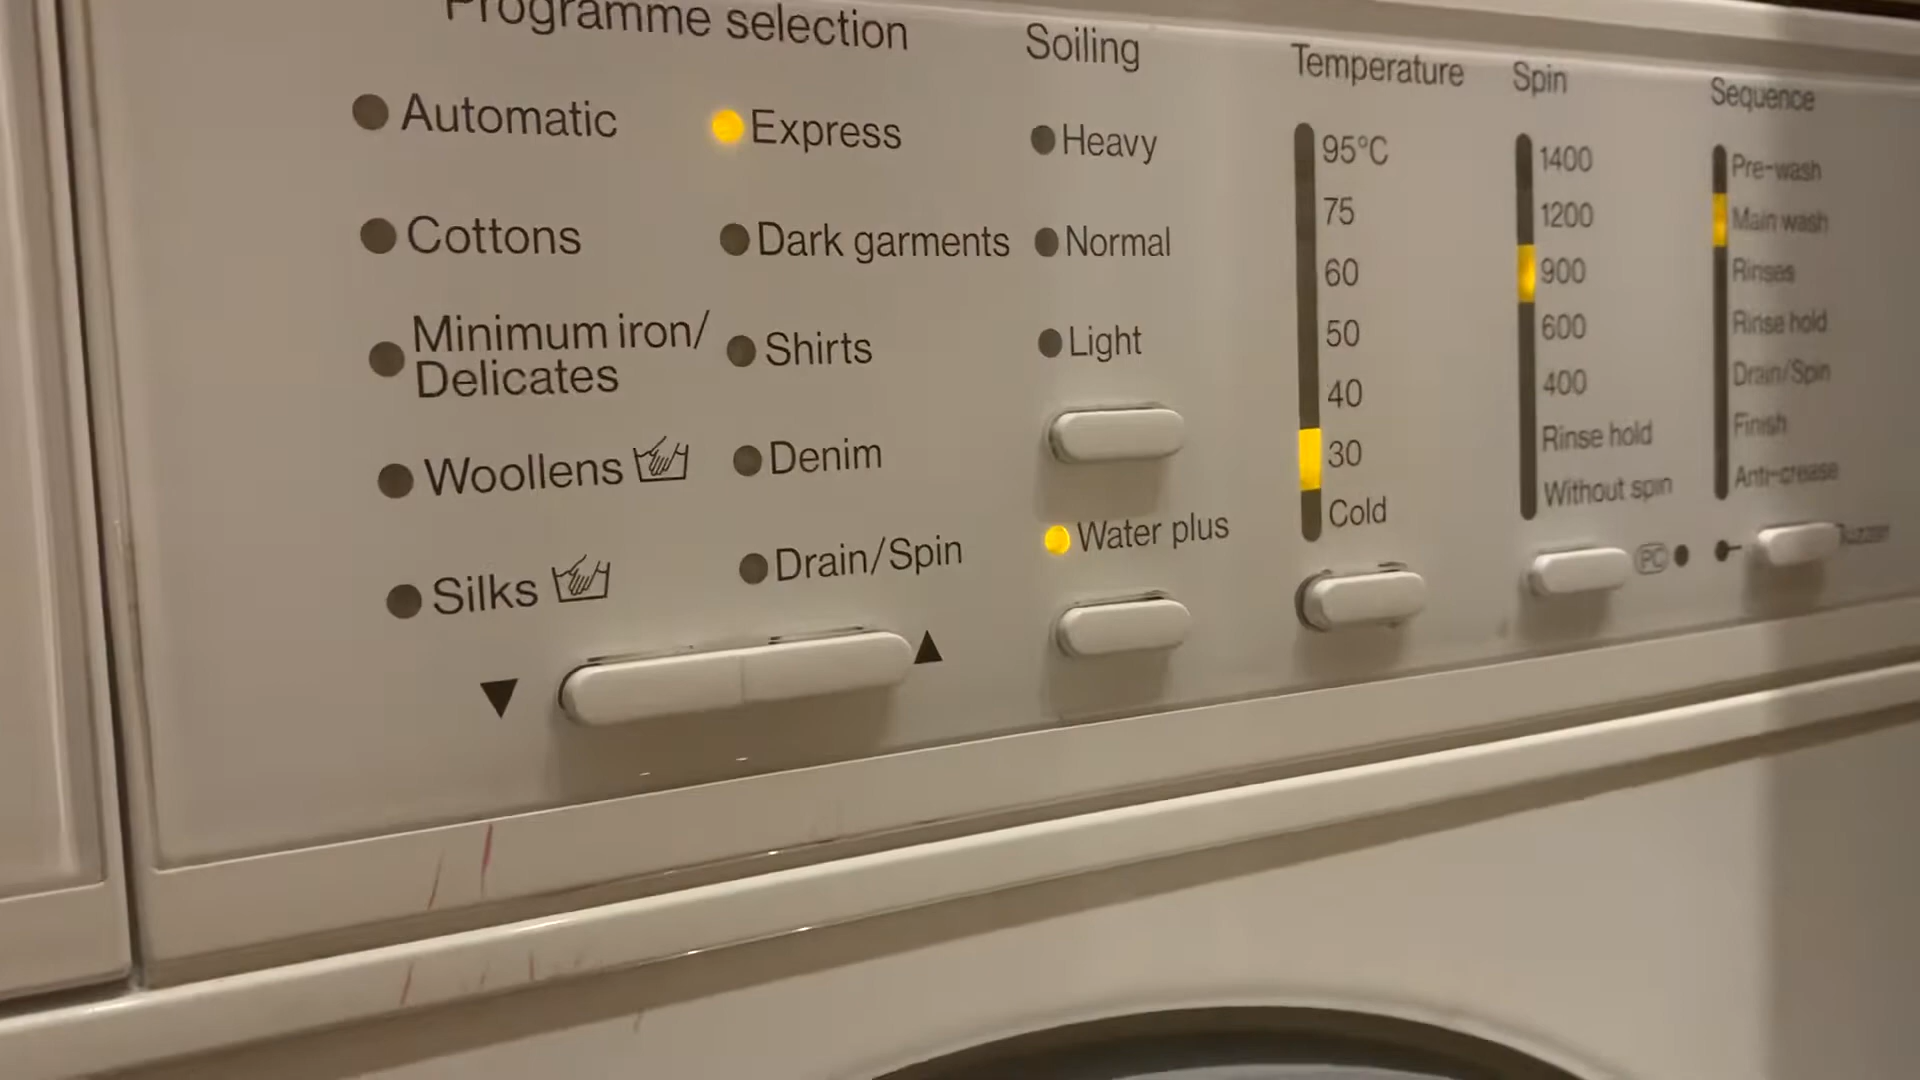 Programme selection
Automatic
Cottons
Minimum iron/
Delicates
Woollens
Silks
Express
Dark garments
Shirts
Denim
Drain/Spin
▼
▲
Soiling
Heavy
Normal
Light
Water plus
Temperature
95°C
75
60
50
40
30
Cold
Spin
1400
1200
900
600
400
Rinse hold
Without spin
PC
Sequence
Pre-wash
Main wash
Rinses
Rinse hold
Drain/Spin
Finish
Anti-crease